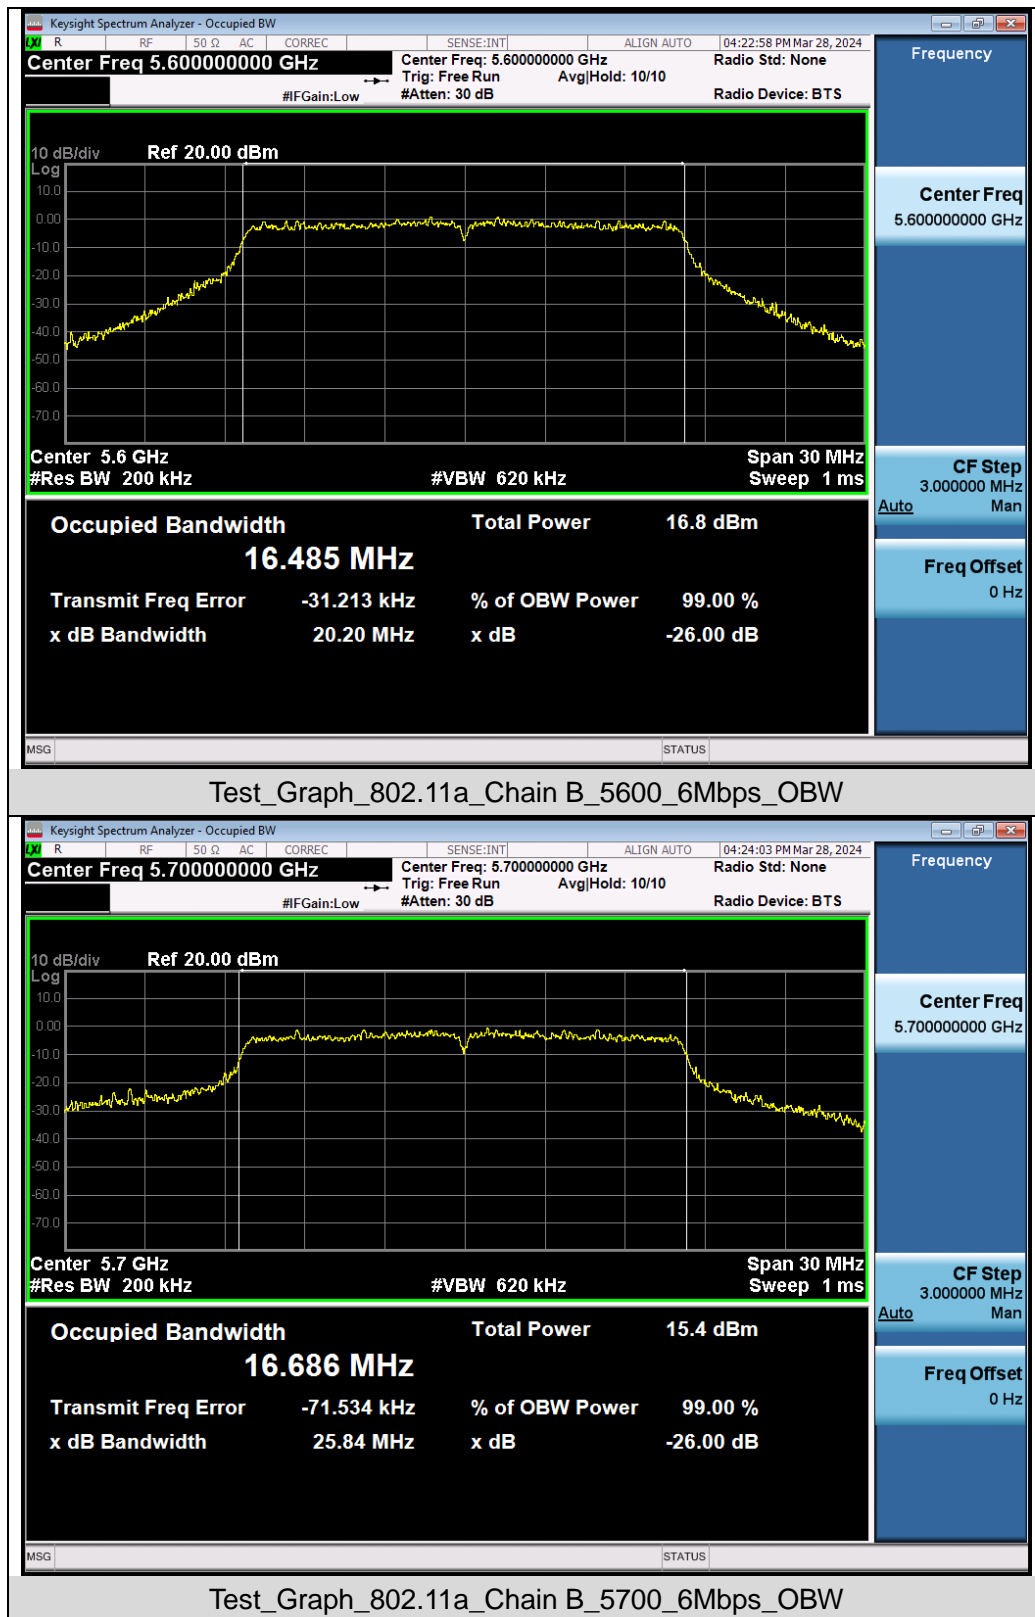 Keysight Spectrum Analyzer - Occupied BW
LXI R RF 50 Ω AC CORREC SENSE:INT ALIGN AUTO 04:22:58 PM Mar 28, 2024
Center Freq 5.600000000 GHz
Center Freq: 5.600000000 GHz Radio Std: None
Trig: Free Run Avg|Hold: 10/10
#IFGain:Low #Atten: 30 dB Radio Device: BTS
Frequency
10 dB/div Ref 20.00 dBm
Log
10.0
0.00
-10.0
-20.0
-30.0
-40.0
-50.0
-60.0
-70.0
Center 5.6 GHz Span 30 MHz
#Res BW 200 kHz #VBW 620 kHz Sweep 1 ms
Center Freq
5.600000000 GHz
CF Step
3.000000 MHz
Auto Man
Freq Offset
0 Hz
Occupied Bandwidth Total Power 16.8 dBm
16.485 MHz
Transmit Freq Error -31.213 kHz % of OBW Power 99.00 %
x dB Bandwidth 20.20 MHz x dB -26.00 dB
MSG STATUS
Test_Graph_802.11a_Chain B_5600_6Mbps_OBW
Keysight Spectrum Analyzer - Occupied BW
LXI R RF 50 Ω AC CORREC SENSE:INT ALIGN AUTO 04:24:03 PM Mar 28, 2024
Center Freq 5.700000000 GHz
Center Freq: 5.700000000 GHz Radio Std: None
Trig: Free Run Avg|Hold: 10/10
#IFGain:Low #Atten: 30 dB Radio Device: BTS
Frequency
10 dB/div Ref 20.00 dBm
Log
10.0
0.00
-10.0
-20.0
-30.0
-40.0
-50.0
-60.0
-70.0
Center 5.7 GHz Span 30 MHz
#Res BW 200 kHz #VBW 620 kHz Sweep 1 ms
Center Freq
5.700000000 GHz
CF Step
3.000000 MHz
Auto Man
Freq Offset
0 Hz
Occupied Bandwidth Total Power 15.4 dBm
16.686 MHz
Transmit Freq Error -71.534 kHz % of OBW Power 99.00 %
x dB Bandwidth 25.84 MHz x dB -26.00 dB
MSG STATUS
Test_Graph_802.11a_Chain B_5700_6Mbps_OBW